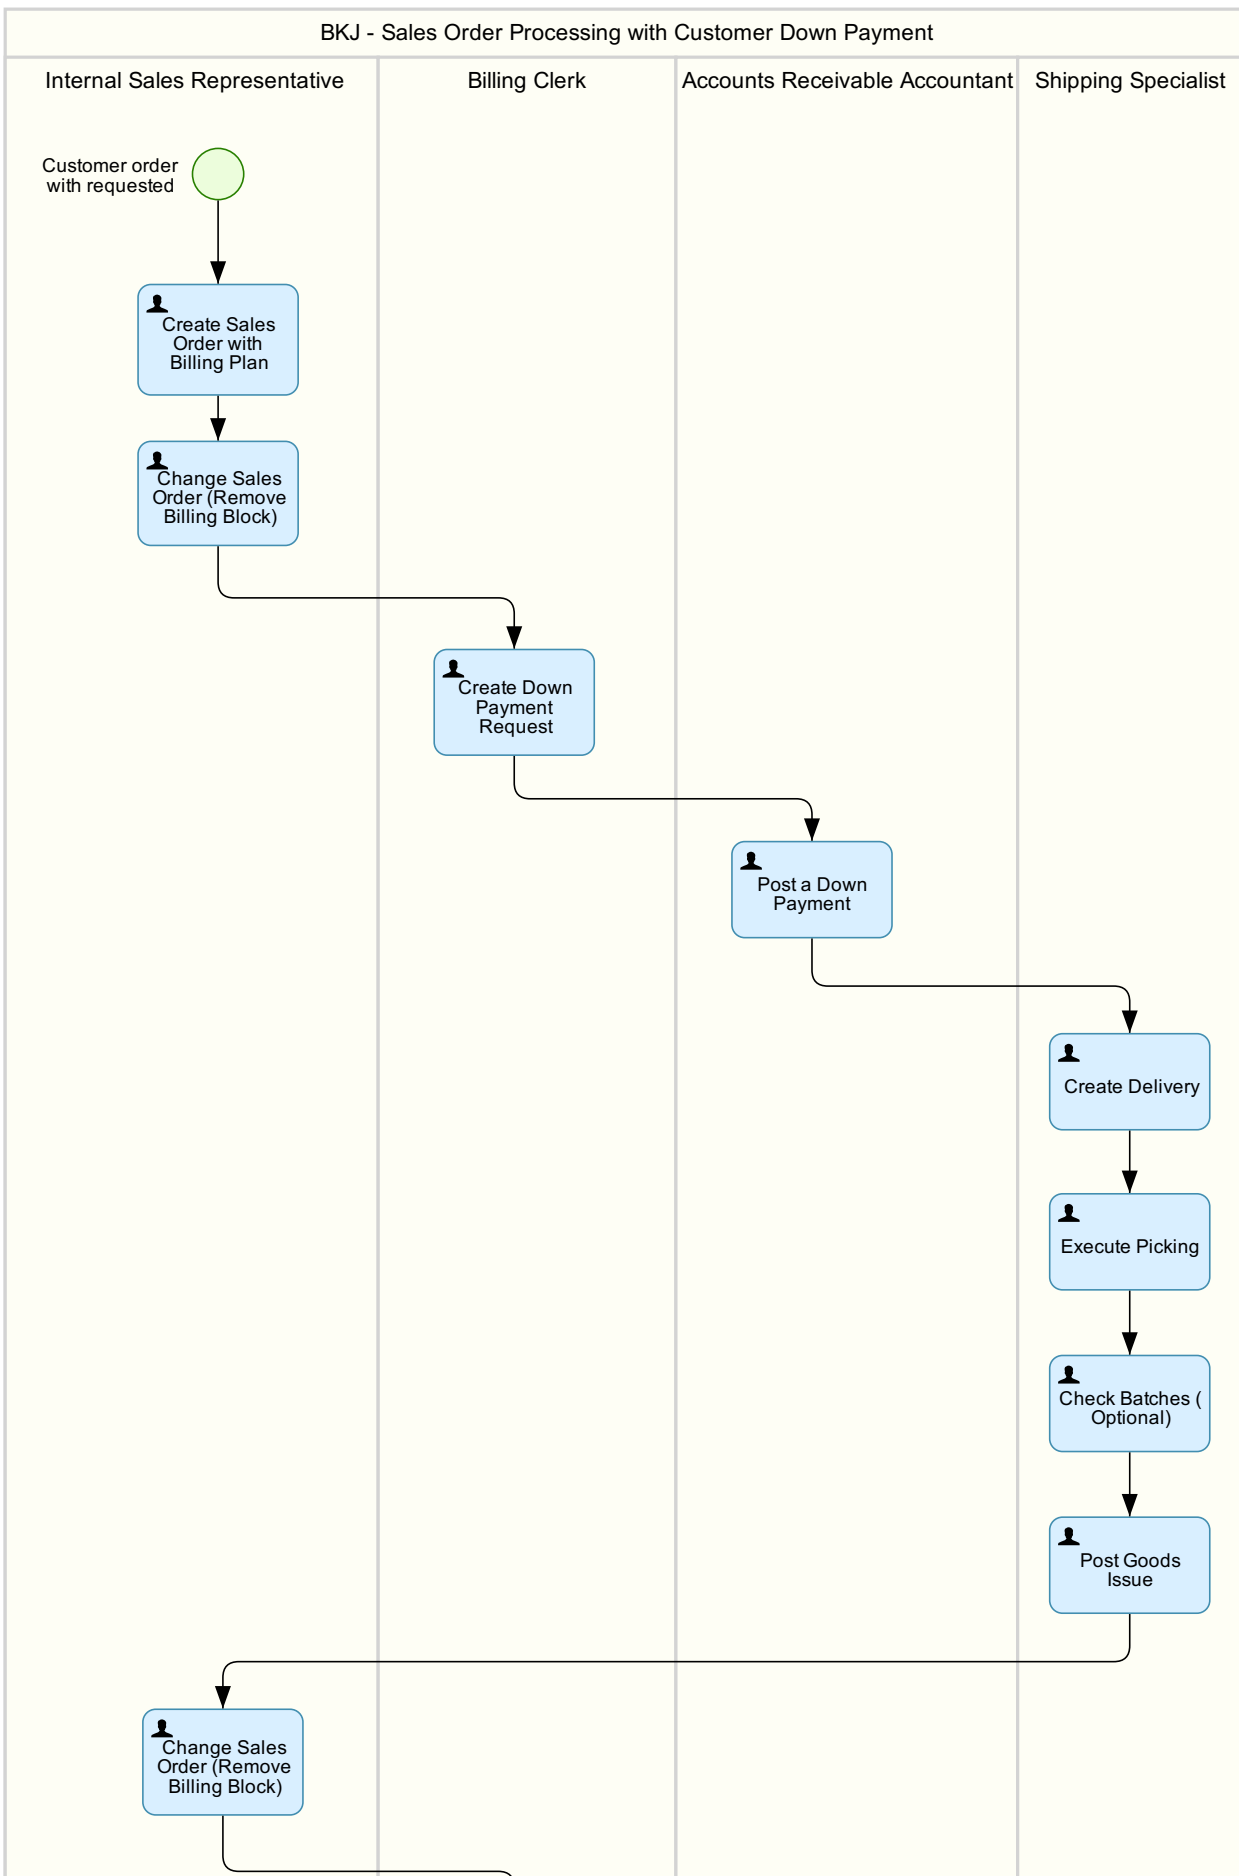 BKJ - Sales Order Processing with Customer Down Payment
Internal Sales Representative
Billing Clerk
Accounts Receivable Accountant
Shipping Specialist
Customer order
with requested
Create Sales
Order with
Billing Plan
Change Sales
Order (Remove
Billing Block)
Create Down
Payment
Request
Post a Down
Payment
Create Delivery
Execute Picking
Check Batches (
Optional)
Post Goods
Issue
Change Sales
Order (Remove
Billing Block)